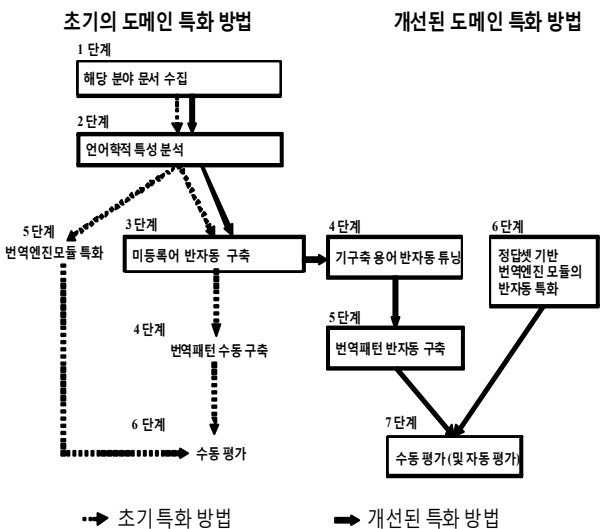 초기의 도메인 특화 방법
개선된 도메인 특화 방법
1 단계
해당 분야 문서 수집
2 단계
언어학적 특성 분석
5 단계
번역엔진모듈 특화
3 단계
미등록어 반자동 구축
4 단계
기구축 용어 반자동 튜닝
6 단계
정답셋 기반
번역엔진 모듈의
반자동 특화
4 단계
번역패턴 수동 구축
5 단계
번역패턴 반자동 구축
6 단계
수동 평가
7 단계
수동 평가 (및 자동 평가)
초기 특화 방법
개선된 특화 방법